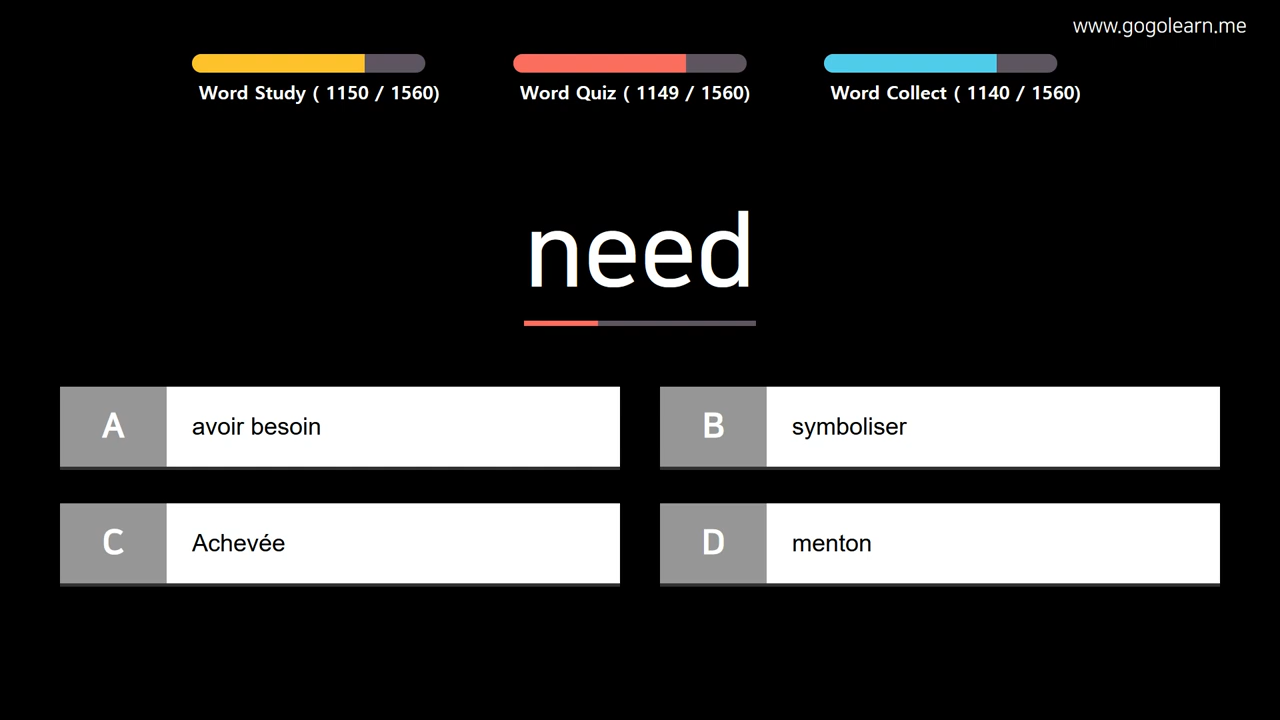 www.gogolearn.me
Word Study ( 1150 / 1560)
Word Quiz ( 1149 / 1560)
Word Collect ( 1140 / 1560)
need
A avoir besoin
B symboliser
C Achevée
D menton